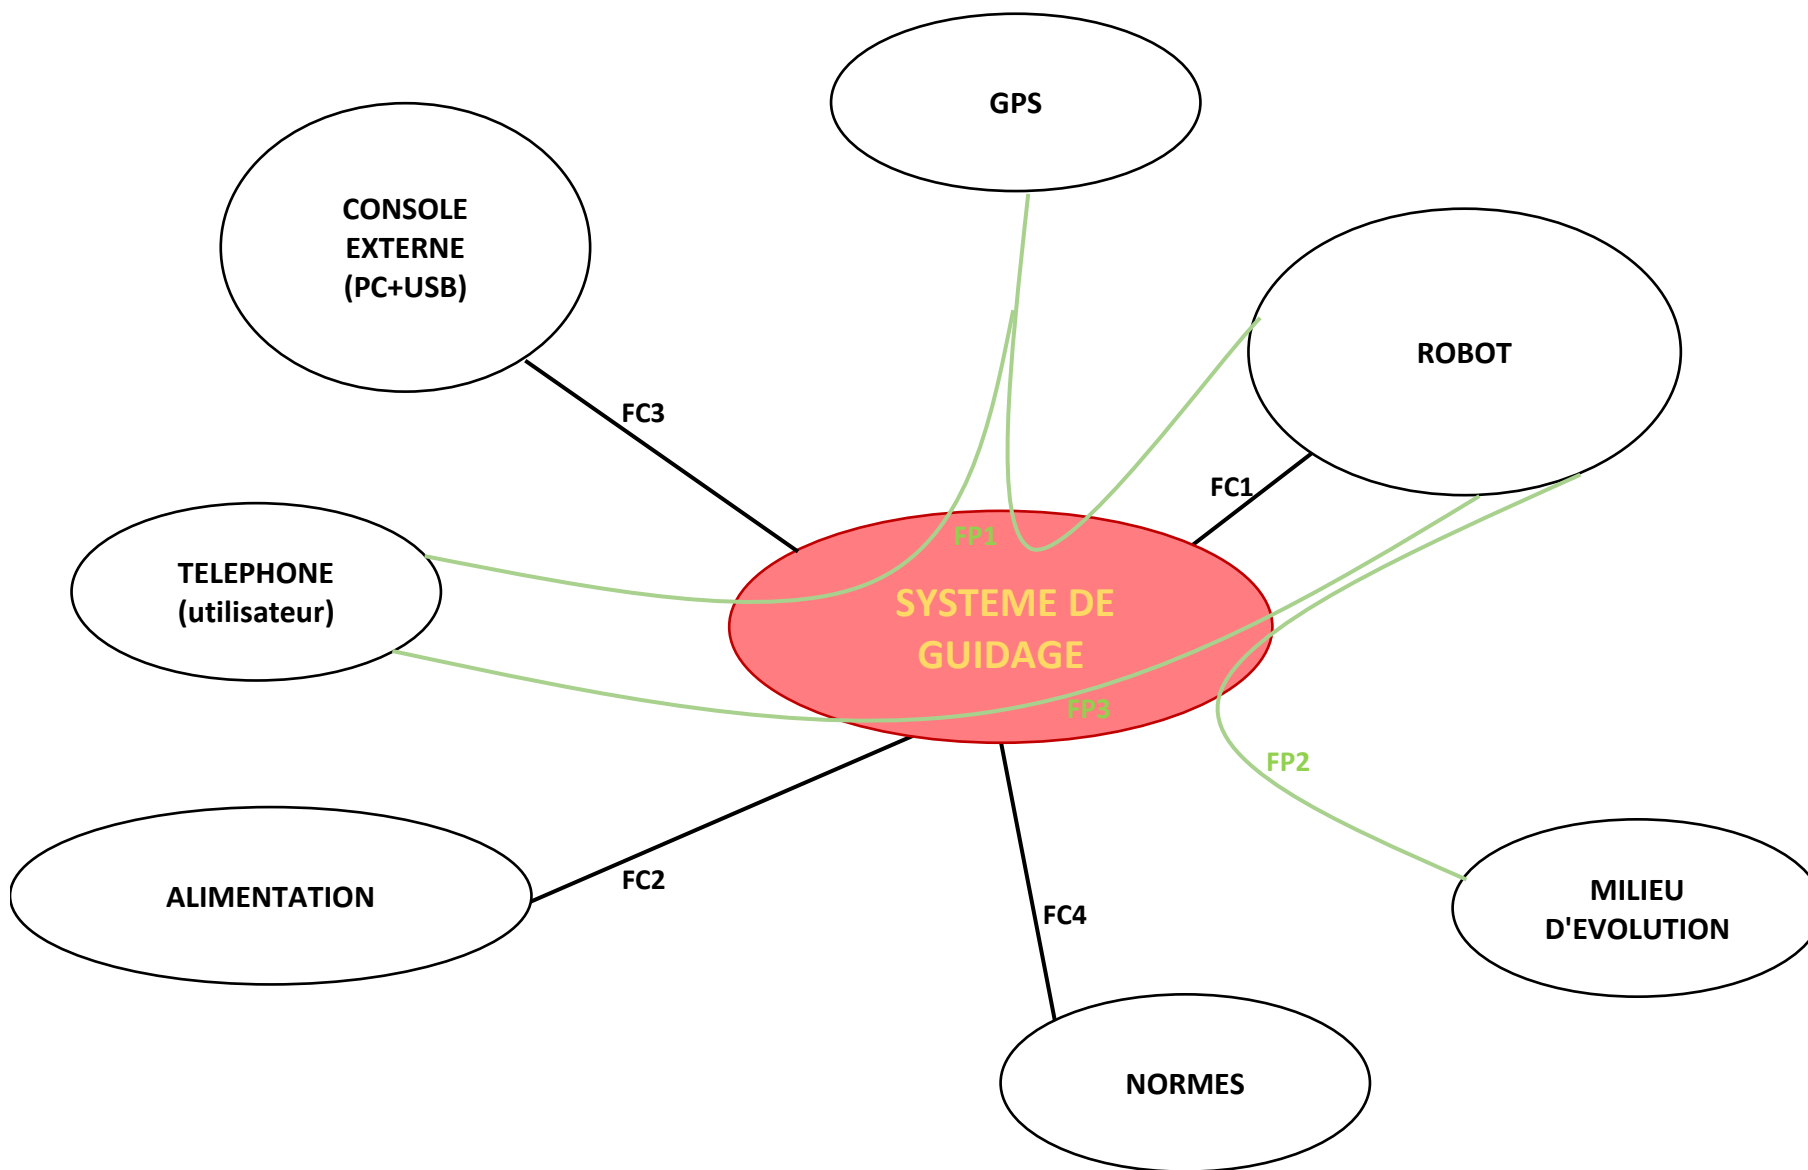 GPS
CONSOLE
EXTERNE
(PC+USB)
ROBOT
FC3
FC1
FP1
TELEPHONE
(utilisateur)
SYSTEME DE
GUIDAGE
FP3
FP2
ALIMENTATION
FC2
FC4
MILIEU
D'EVOLUTION
NORMES